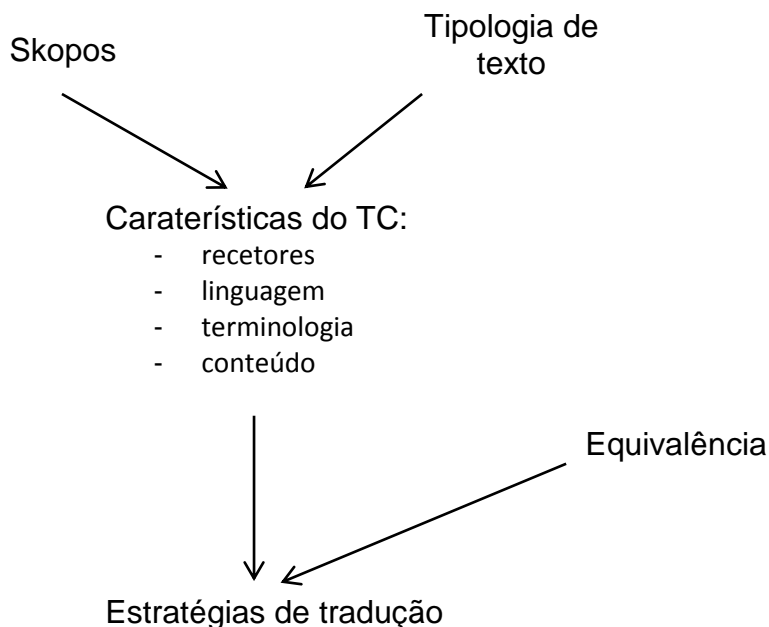 Skopos
Tipologia de
texto
Caraterísticas do TC:
- recetores
- linguagem
- terminologia
- conteúdo
Equivalência
Estratégias de tradução